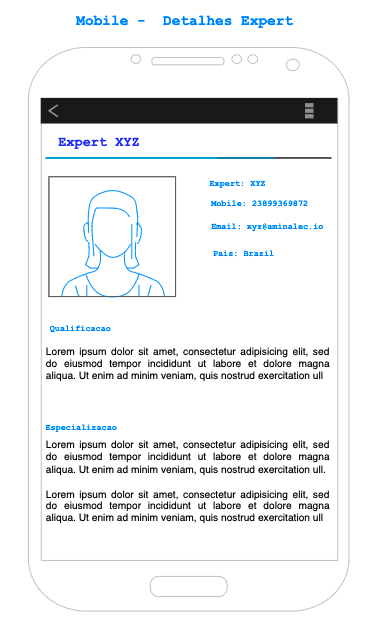 Mobile -  Detalhes Expert
Expert XYZ
Expert: XYZ
Mobile: 23899369872
Email: xyz@aminalec.io
Pais: Brazil
Qualificacao
Lorem ipsum dolor sit amet, consectetur adipisicing elit, sed
do eiusmod tempor incididunt ut labore et dolore magna
aliqua. Ut enim ad minim veniam, quis nostrud exercitation ull
Especializacao
Lorem ipsum dolor sit amet, consectetur adipisicing elit, sed
do eiusmod tempor incididunt ut labore et dolore magna
aliqua. Ut enim ad minim veniam, quis nostrud exercitation ull.
Lorem ipsum dolor sit amet, consectetur adipisicing elit, sed
do eiusmod tempor incididunt ut labore et dolore magna
aliqua. Ut enim ad minim veniam, quis nostrud exercitation ull